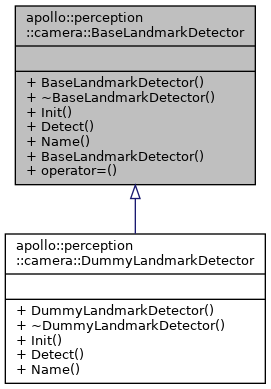 apollo::perception
::camera::BaseLandmarkDetector
+ BaseLandmarkDetector()
+ ~BaseLandmarkDetector()
+ Init()
+ Detect()
+ Name()
+ BaseLandmarkDetector()
+ operator=()
apollo::perception
::camera::DummyLandmarkDetector
+ DummyLandmarkDetector()
+ ~DummyLandmarkDetector()
+ Init()
+ Detect()
+ Name()